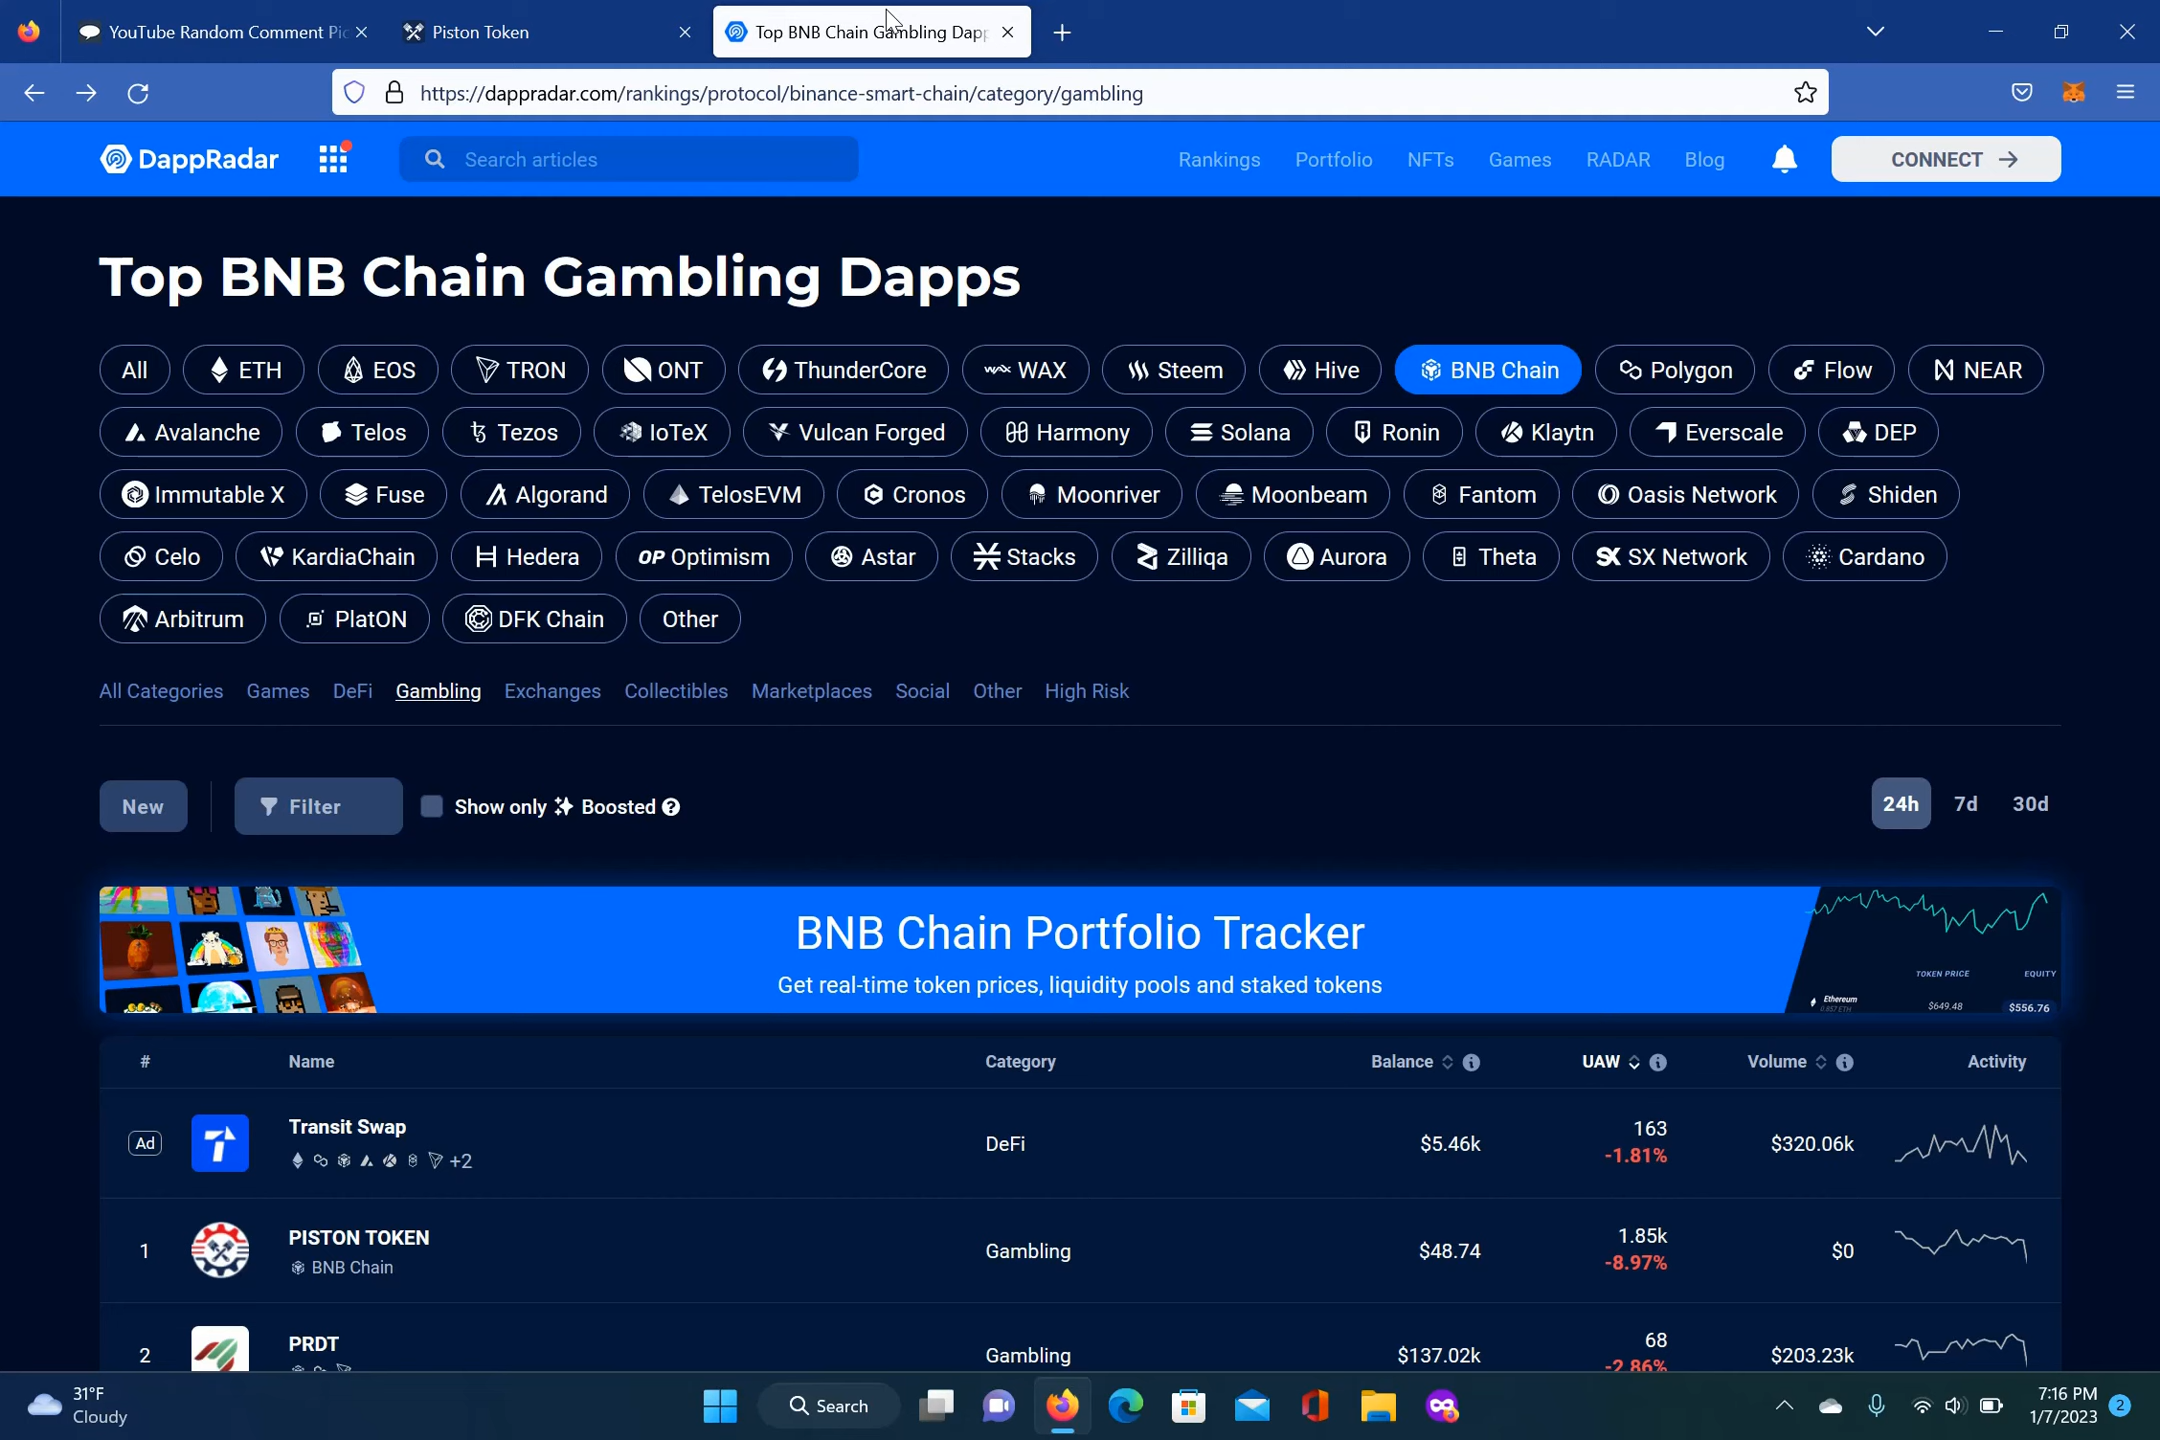 YouTube Random Comment Pic
Piston Token
Top BNB Chain Gambling Dapp
https://dappradar.com/rankings/protocol/binance-smart-chain/category/gambling
DappRadar
Search articles
Rankings
Portfolio
NFTs
Games
RADAR
Blog
CONNECT
Top BNB Chain Gambling Dapps
All ETH EOS TRON ONT ThunderCore WAX Steem Hive BNB Chain Polygon Flow NEAR
Avalanche Telos Tezos IoTeX Vulcan Forged Harmony Solana Ronin Klaytn Everscale DEP
Immutable X Fuse Algorand TelosEVM Cronos Moonriver Moonbeam Fantom Oasis Network Shiden
Celo KardiaChain Hedera OP Optimism Astar Stacks Zilliqa Aurora Theta SX Network Cardano
Arbitrum PlatON DFK Chain Other
All Categories Games DeFi Gambling Exchanges Collectibles Marketplaces Social Other High Risk
New Filter Show only Boosted 24h 7d 30d
BNB Chain Portfolio Tracker
Get real-time token prices, liquidity pools and staked tokens
TOKEN PRICE EQUITY
Ethereum
$649.48 $556.76
# Name Category Balance UAW Volume Activity
Ad Transit Swap DeFi $5.46k 163 $320.06k
+2 -1.81%
1 PISTON TOKEN Gambling $48.74 1.85k $0
BNB Chain -8.97%
2 PRDT Gambling $137.02k 68 $203.23k
-2.86%
31°F
Cloudy
Search
7:16 PM
1/7/2023
2